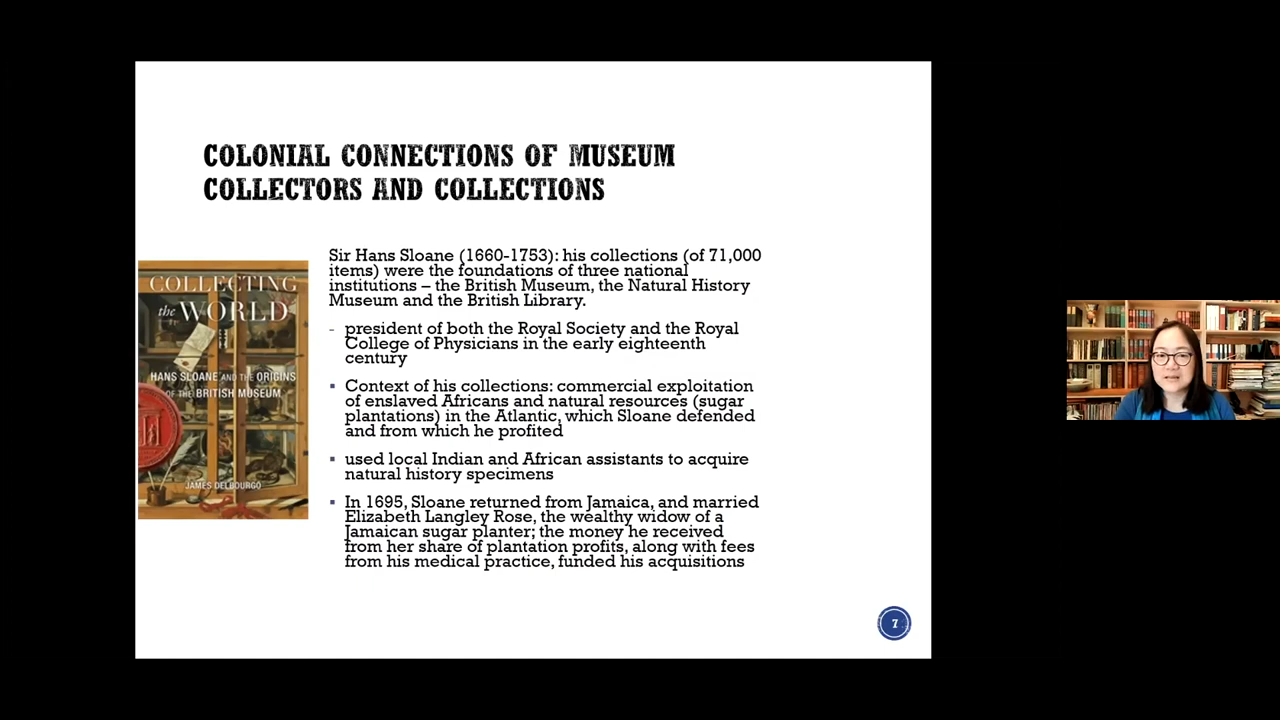 COLONIAL CONNECTIONS OF MUSEUM
COLLECTORS AND COLLECTIONS
COLLECTING
the WORLD
HANS SLOANE AND THE ORIGINS
OF THE BRITISH MUSEUM
JAMES DELBOURGO
Sir Hans Sloane (1660-1753): his collections (of 71,000
items) were the foundations of three national
institutions – the British Museum, the Natural History
Museum and the British Library.
- president of both the Royal Society and the Royal
College of Physicians in the early eighteenth
century
▪ Context of his collections: commercial exploitation
of enslaved Africans and natural resources (sugar
plantations) in the Atlantic, which Sloane defended
and from which he profited
▪ used local Indian and African assistants to acquire
natural history specimens
▪ In 1695, Sloane returned from Jamaica, and married
Elizabeth Langley Rose, the wealthy widow of a
Jamaican sugar planter; the money he received
from her share of plantation profits, along with fees
from his medical practice, funded his acquisitions
7